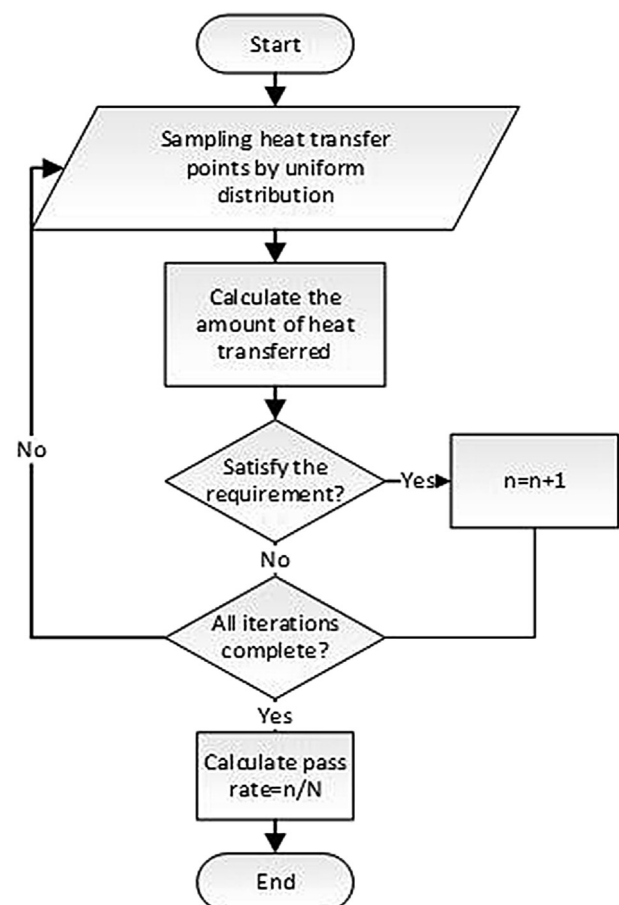 Start
Sampling heat transfer
points by uniform
distribution
Calculate the
amount of heat
transferred
No
Satisfy the
requirement?
Yes
n=n+1
No
All iterations
complete?
Yes
Calculate pass
rate=n/N
End